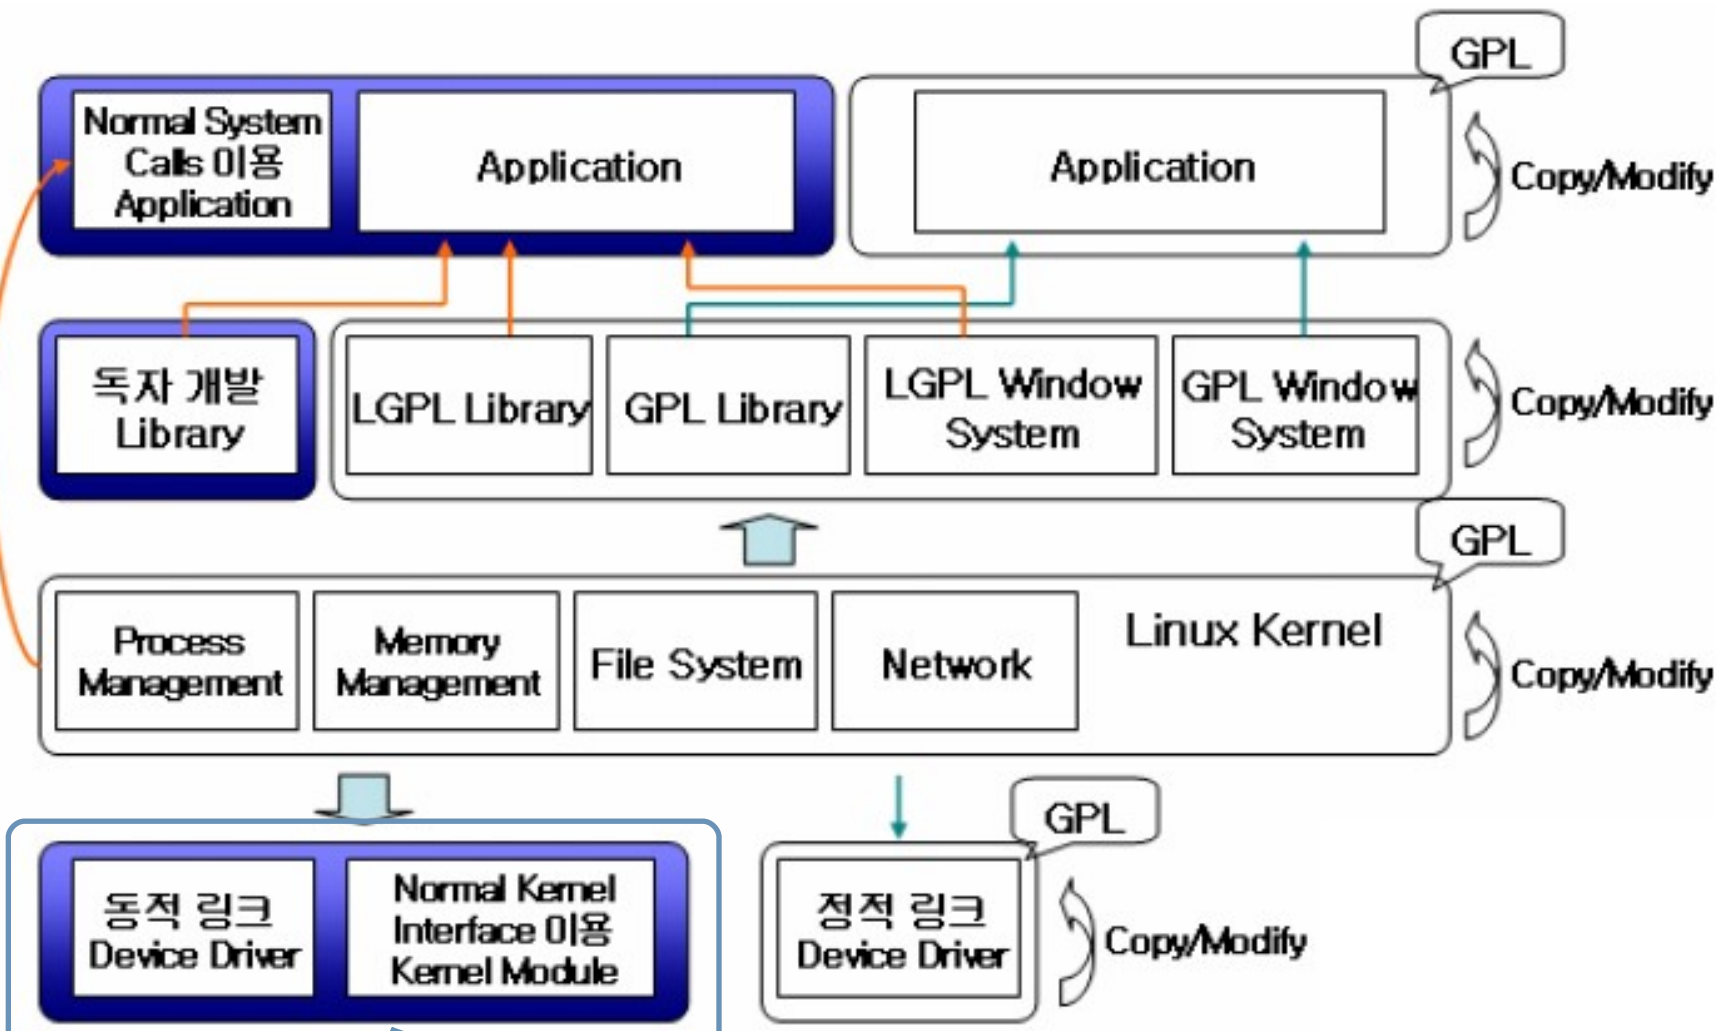 GPL
Normal System
Calls 이용
Application
Application
Application
Copy/Modify
독자 개발
Library
LGPL Library
GPL Library
LGPL Window
System
GPL Window
System
Copy/Modify
GPL
Process
Management
Memory
Management
File System
Network
Linux Kernel
Copy/Modify
GPL
동적 링크
Device Driver
Normal Kernel
Interface 이용
Kernel Module
정적 링크
Device Driver
Copy/Modify